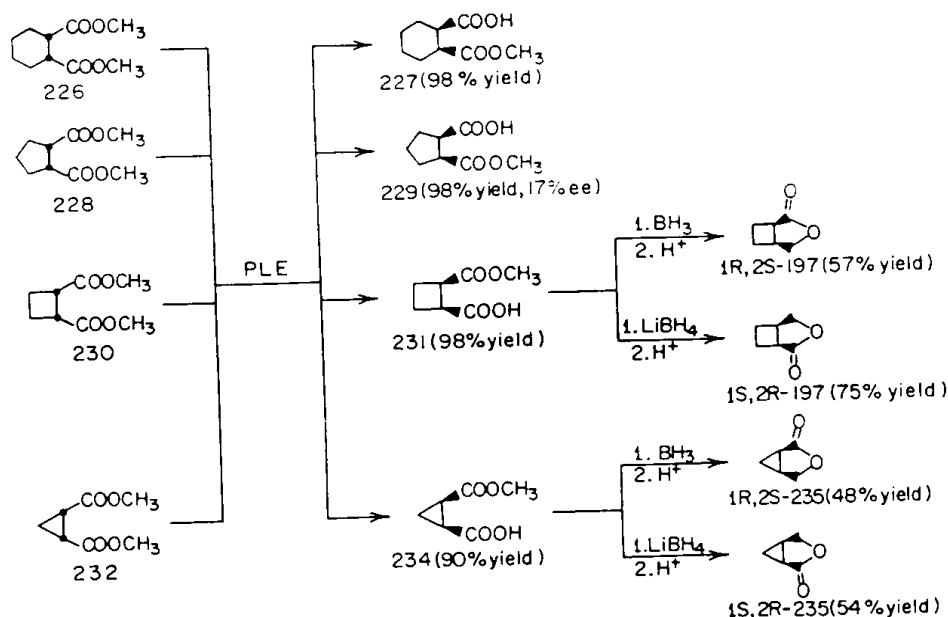 COOCH3
COOCH3
226
COOCH3
COOCH3
228
COOCH3
COOCH3
230
COOCH3
COOCH3
232
PLE
COOH
COOCH3
227(98% yield)
COOH
COOCH3
229(98%yield, 17%ee)
COOCH3
COOH
231(98%yield)
COOCH3
COOH
234(90%yield)
1. BH3
2. H+
O
O
1R,2S-197(57% yield)
1. LiBH4
2. H+
O
O
1S,2R-197(75% yield)
1. BH3
2. H+
O
O
1R,2S-235(48%yield)
1. LiBH4
2. H+
O
O
1S,2R-235(54%yield)